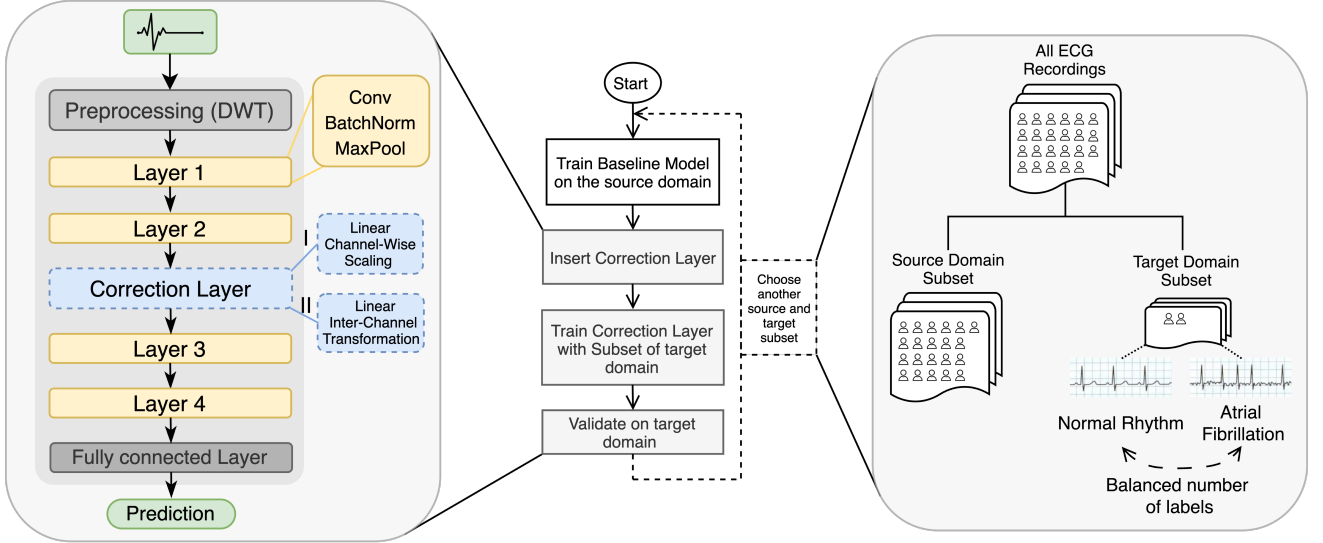 Preprocessing (DWT)
Layer 1
Conv
BatchNorm
MaxPool
Layer 2
Correction Layer
I
Linear
Channel-Wise
Scaling
II
Linear
Inter-Channel
Transformation
Layer 3
Layer 4
Fully connected Layer
Prediction
Start
Train Baseline Model
on the source domain
Insert Correction Layer
Train Correction Layer
with Subset of target
domain
Validate on target
domain
Choose
another
source and
target
subset
All ECG
Recordings
Source Domain
Subset
Target Domain
Subset
Normal Rhythm
Atrial
Fibrillation
Balanced number
of labels